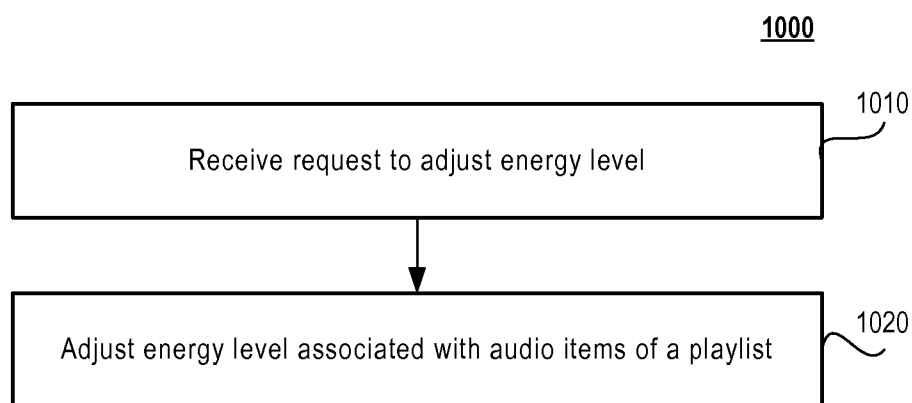 1000
1010
Receive request to adjust energy level
1020
Adjust energy level associated with audio items of a playlist